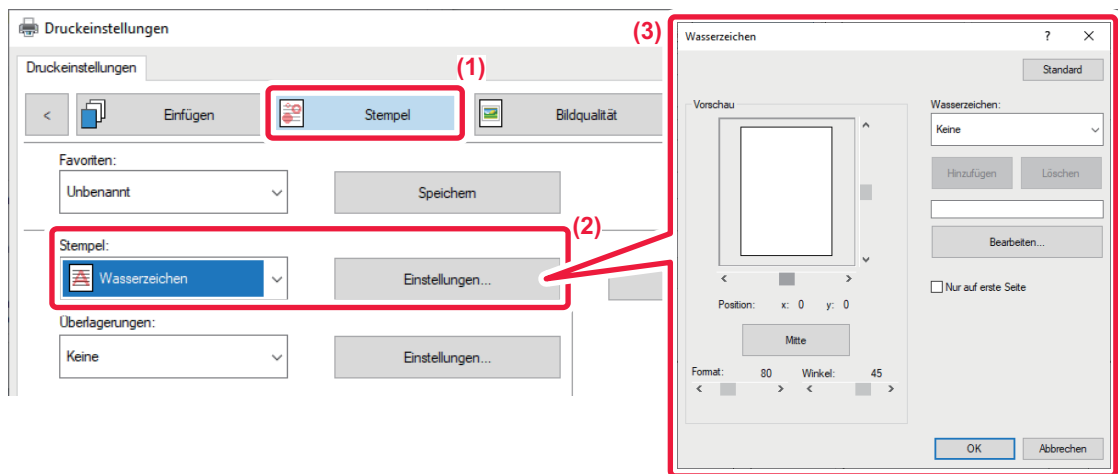 Druckeinstellungen
Druckeinstellungen
(1)
< Einfügen Stempel Bildqualität
Favoriten:
Unbenannt Speichern
(2)
Stempel:
Wasserzeichen Einstellungen...
Überlagerungen:
Keine Einstellungen...
(3)
Wasserzeichen ? X
Standard
Vorschau
Wasserzeichen:
Keine
Hinzufügen Löschen
Bearbeiten...
Nur auf erste Seite
Position: x: 0 y: 0
Mitte
Format: 80 Winkel: 45
< > < >
OK Abbrechen